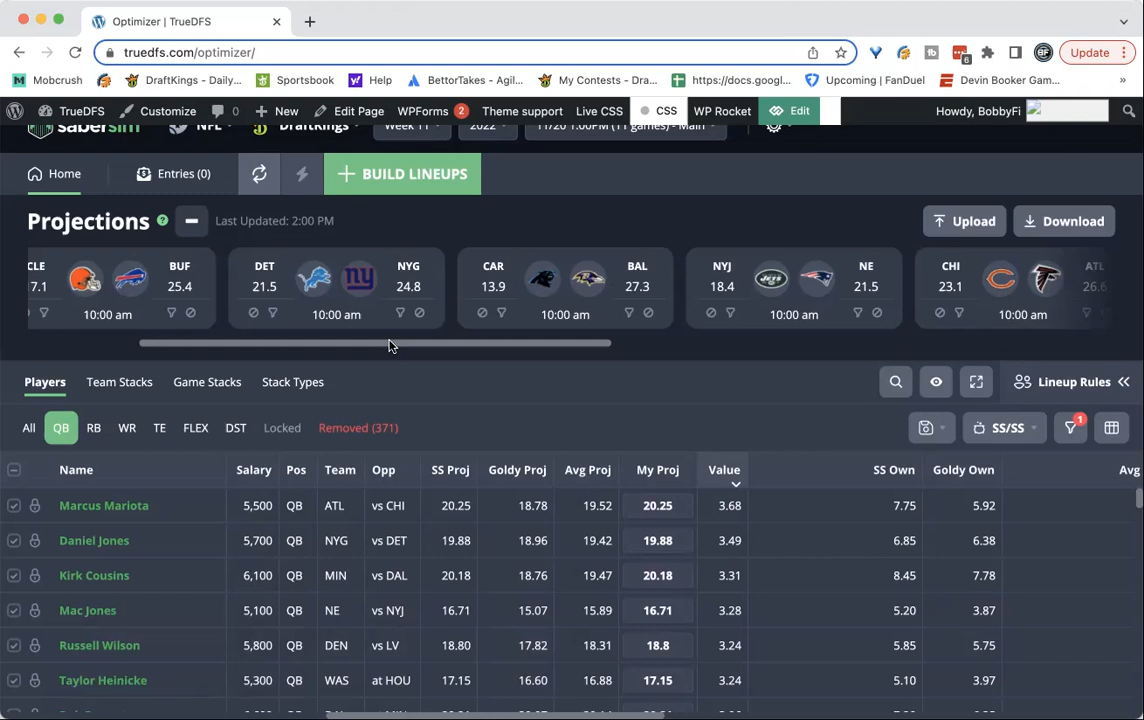 Optimizer | TrueDFS
truedfs.com/optimizer/
Update
Mobcrush DraftKings - Daily... Sportsbook Help BettorTakes - Agil... My Contests - Dra... https://docs.googl... Upcoming | FanDuel Devin Booker Gam... »
TrueDFS Customize 0 New Edit Page WPForms 2 Theme support Live CSS CSS WP Rocket Edit Howdy, BobbyFi
sabersim NFL DraftKings Week 11 2022 11/20 1:00PM (11 games) - Main
Home Entries (0) BUILD LINEUPS
Projections ? Last Updated: 2:00 PM Upload Download
CLE BUF DET NYG CAR BAL NYJ NE CHI ATL
7.1 25.4 21.5 24.8 13.9 27.3 18.4 21.5 23.1 26.6
10:00 am 10:00 am 10:00 am 10:00 am 10:00 am
Players Team Stacks Game Stacks Stack Types Lineup Rules
All QB RB WR TE FLEX DST Locked Removed (371) SS/SS 1
Name Salary Pos Team Opp SS Proj Goldy Proj Avg Proj My Proj Value SS Own Goldy Own Avg
Marcus Mariota 5,500 QB ATL vs CHI 20.25 18.78 19.52 20.25 3.68 7.75 5.92
Daniel Jones 5,700 QB NYG vs DET 19.88 18.96 19.42 19.88 3.49 6.85 6.38
Kirk Cousins 6,100 QB MIN vs DAL 20.18 18.76 19.47 20.18 3.31 8.45 7.78
Mac Jones 5,100 QB NE vs NYJ 16.71 15.07 15.89 16.71 3.28 5.20 3.87
Russell Wilson 5,800 QB DEN vs LV 18.80 17.82 18.31 18.8 3.24 5.85 5.75
Taylor Heinicke 5,300 QB WAS at HOU 17.15 16.60 16.88 17.15 3.24 5.10 3.97